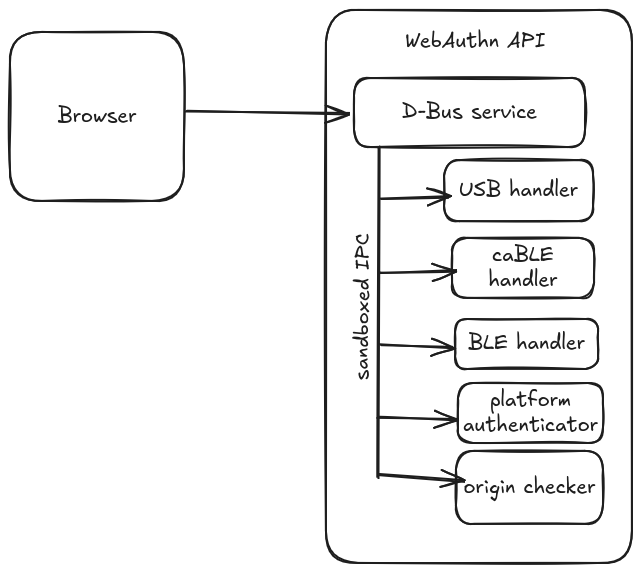 WebAuthn API
Browser
D-Bus service
USB handler
sandboxed IPC
caBLE
handler
BLE handler
platform
authenticator
origin checker